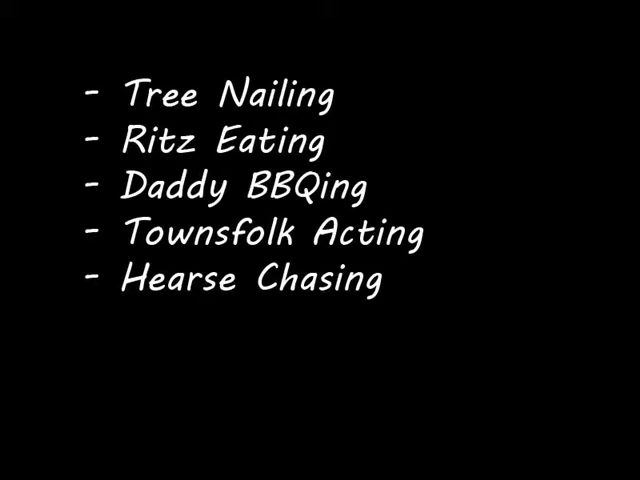 - Tree Nailing
- Ritz Eating
- Daddy BBQing
- Townsfolk Acting
- Hearse Chasing